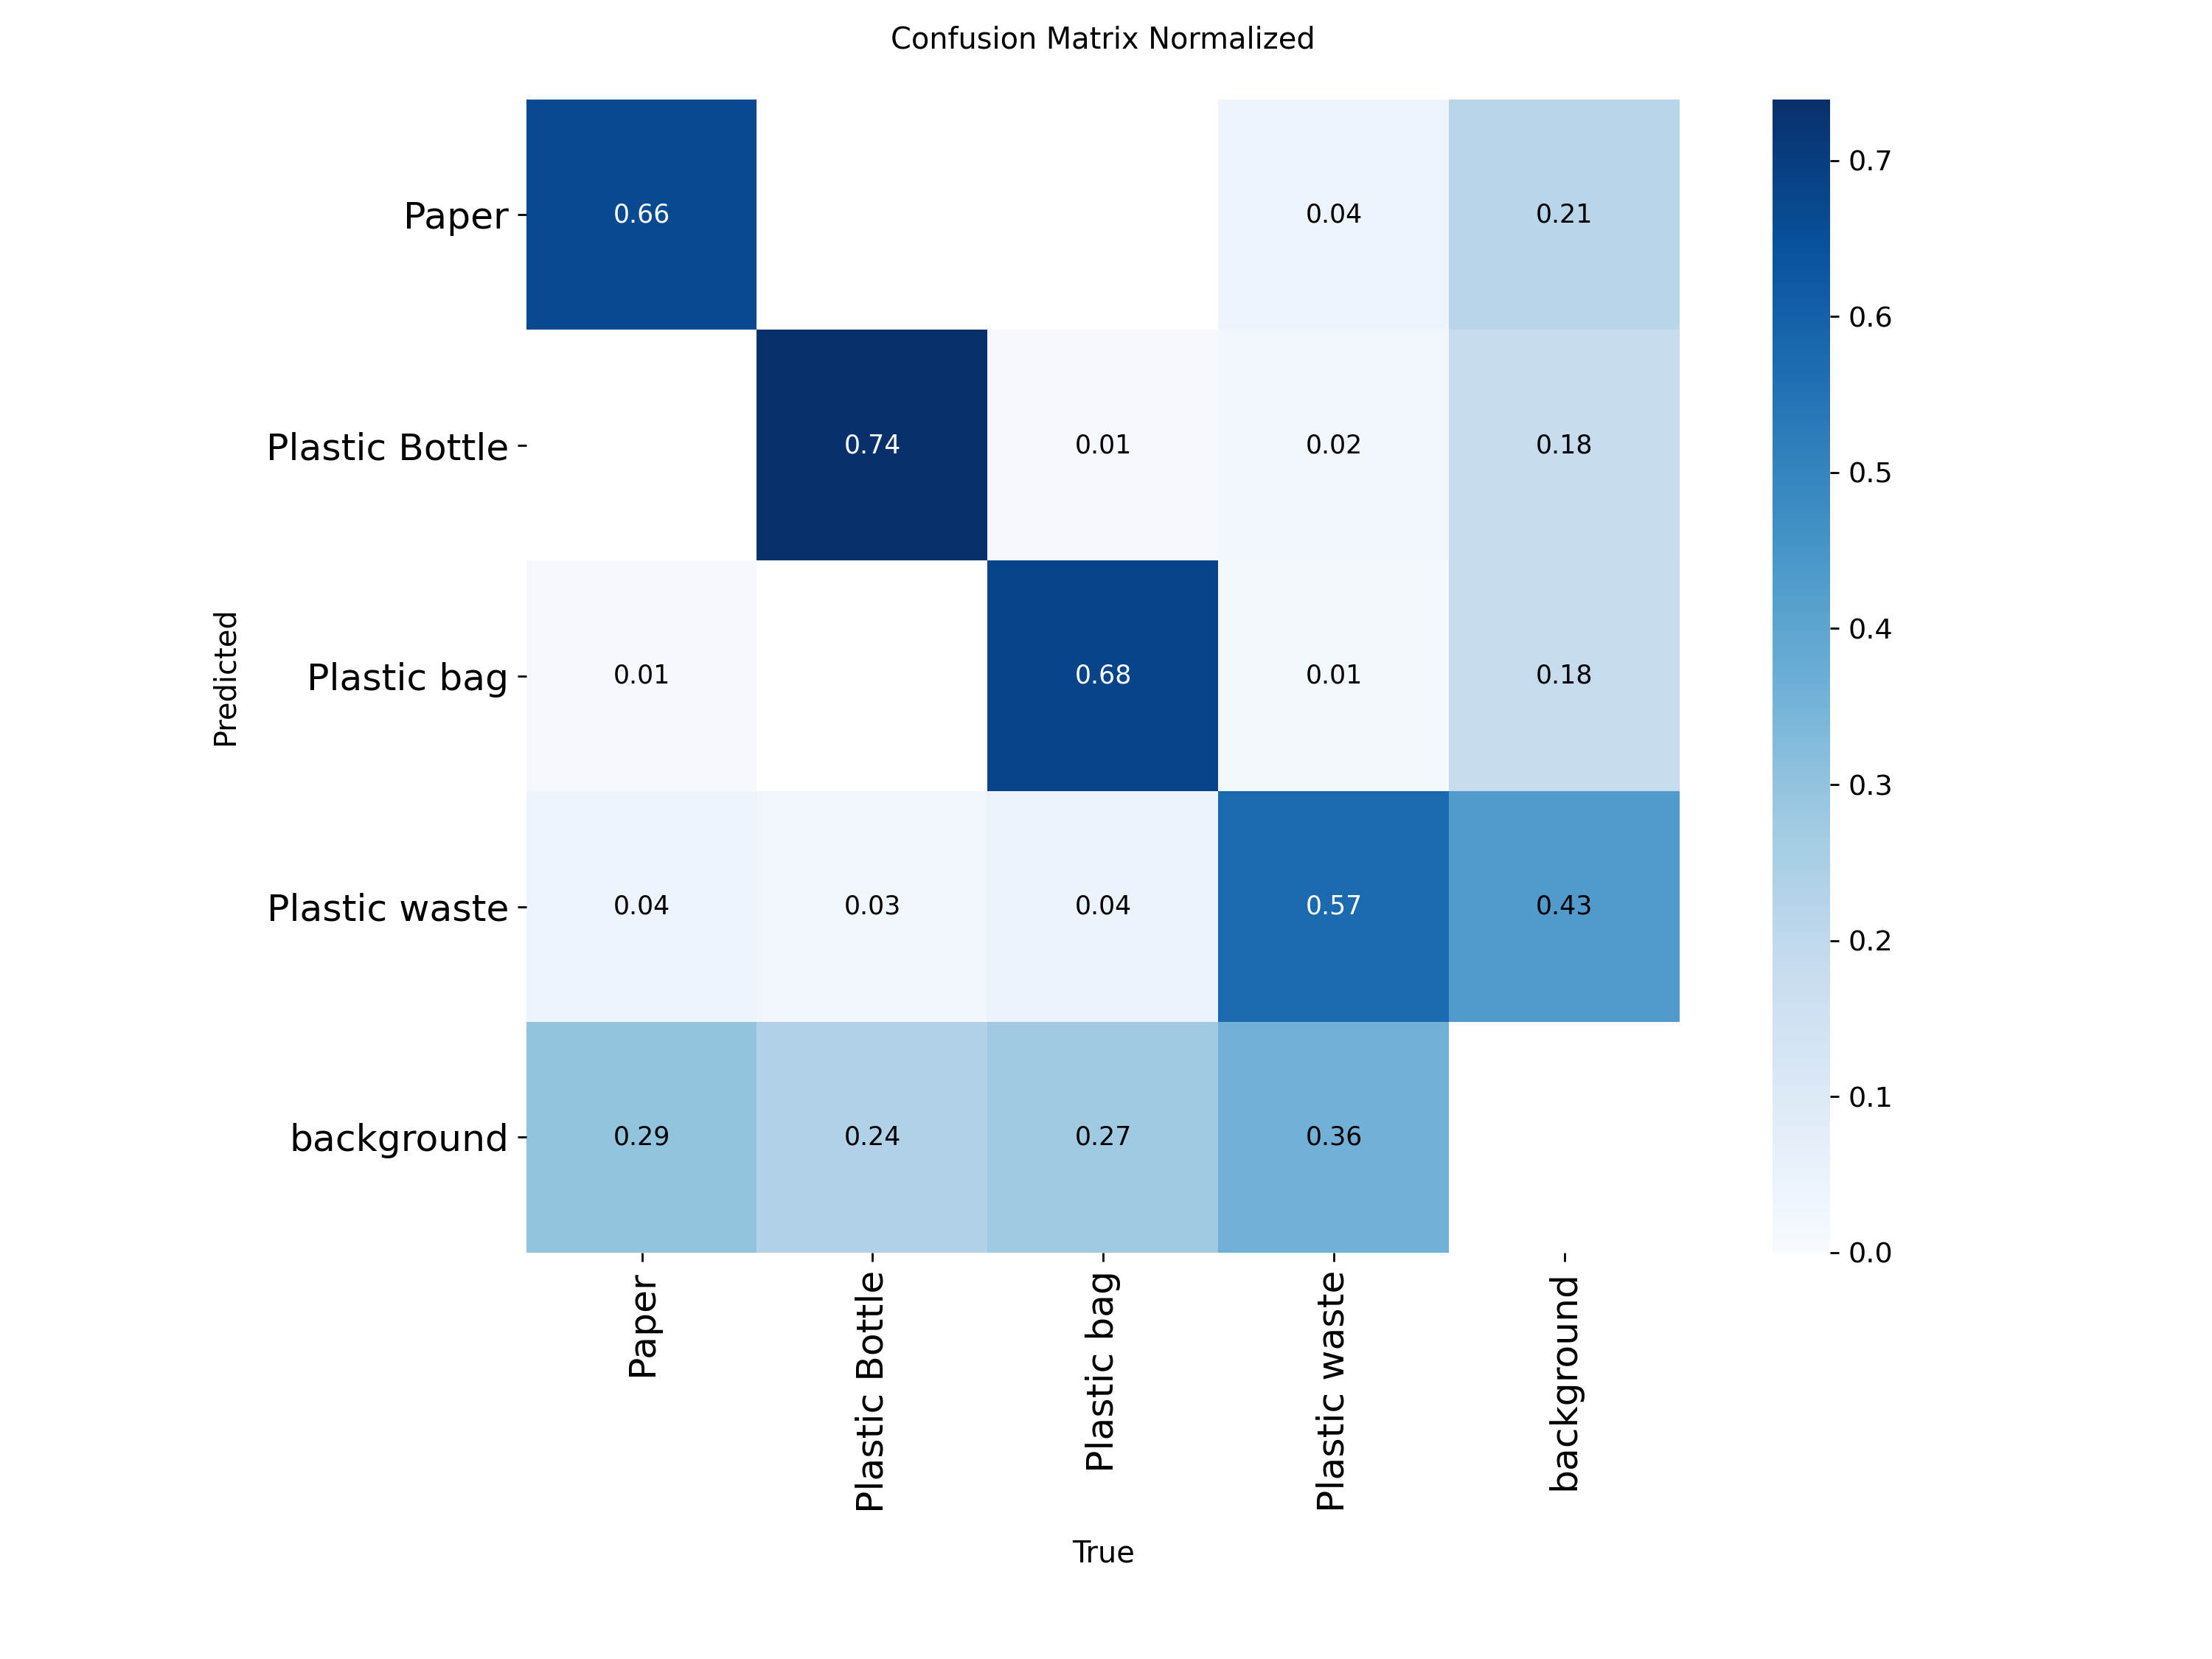 Confusion Matrix Normalized
Paper
0.66
0.04
0.21
0.7
0.6
Plastic Bottle
0.74
0.01
0.02
0.18
0.5
0.4
Predicted
Plastic bag
0.01
0.68
0.01
0.18
0.3
Plastic waste
0.04
0.03
0.04
0.57
0.43
0.2
background
0.29
0.24
0.27
0.36
0.1
0.0
Paper
Plastic Bottle
Plastic bag
Plastic waste
background
True